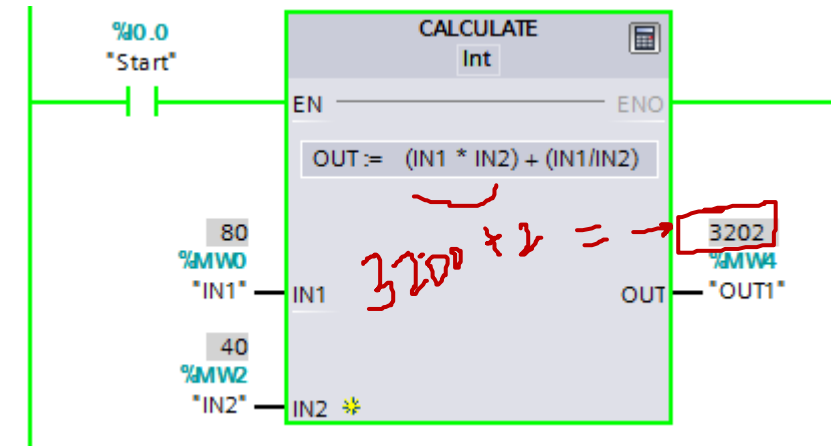 %I0.0
"Start"
CALCULATE
Int
EN
ENO
OUT := (IN1 * IN2) + (IN1/IN2)
3200 + 2 = →
80
%MW0
"IN1"
IN1
3202
%MW4
"OUT1"
OUT
40
%MW2
"IN2"
IN2